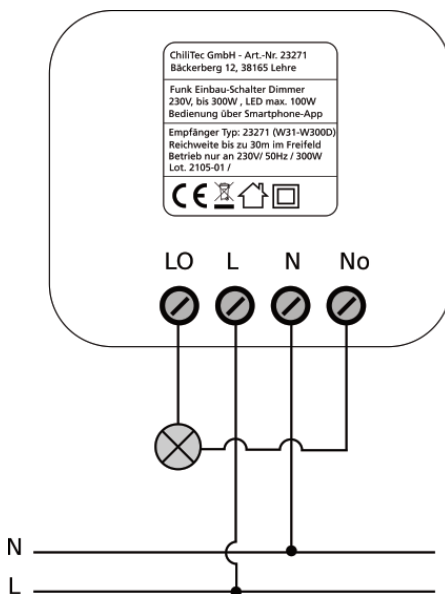 ChiliTec GmbH - Art.-Nr. 23271
Bäckerberg 12, 38165 Lehre
Funk Einbau-Schalter Dimmer
230V, bis 300W , LED max. 100W
Bedienung über Smartphone-App
Empfänger Typ: 23271 (W31-W300D)
Reichweite bis zu 30m im Freifeld
Betrieb nur an 230V/ 50Hz / 300W
Lot. 2105-01 /
CE
LO L N No
N
L